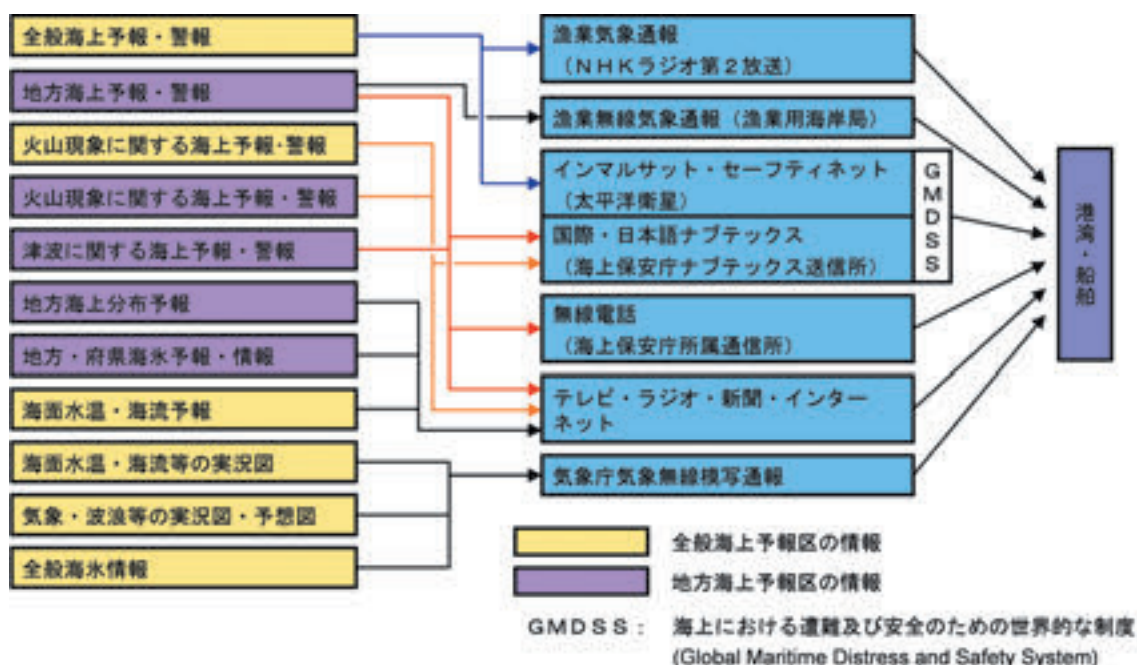 全般海上予報・警報
地方海上予報・警報
火山現象に関する海上予報・警報
火山現象に関する海上予報・警報
津波に関する海上予報・警報
地方海上分布予報
地方・府県海氷予報・情報
海面水温・海流予報
海面水温・海流等の実況図
気象・波浪等の実況図・予想図
全般海氷情報
漁業気象通報
（ＮＨＫラジオ第２放送）
漁業無線気象通報（漁業用海岸局）
インマルサット・セーフティネット
（太平洋衛星）
国際・日本語ナブテックス
（海上保安庁ナブテックス送信所）
ＧＭＤＳＳ
無線電話
（海上保安庁所属通信所）
テレビ・ラジオ・新聞・インター
ネット
気象庁気象無線模写通報
港湾・船舶
全般海上予報区の情報
地方海上予報区の情報
ＧＭＤＳＳ： 海上における遭難及び安全のための世界的な制度
(Global Maritime Distress and Safety System)